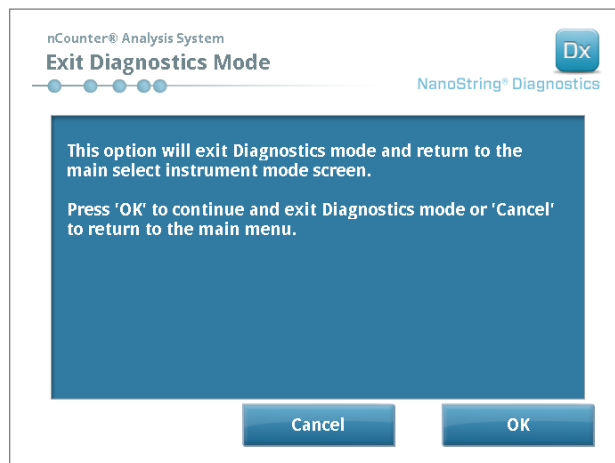 nCounter® Analysis System
Exit Diagnostics Mode
Dx
NanoString® Diagnostics
This option will exit Diagnostics mode and return to the
main select instrument mode screen.
Press 'OK' to continue and exit Diagnostics mode or 'Cancel'
to return to the main menu.
Cancel
OK